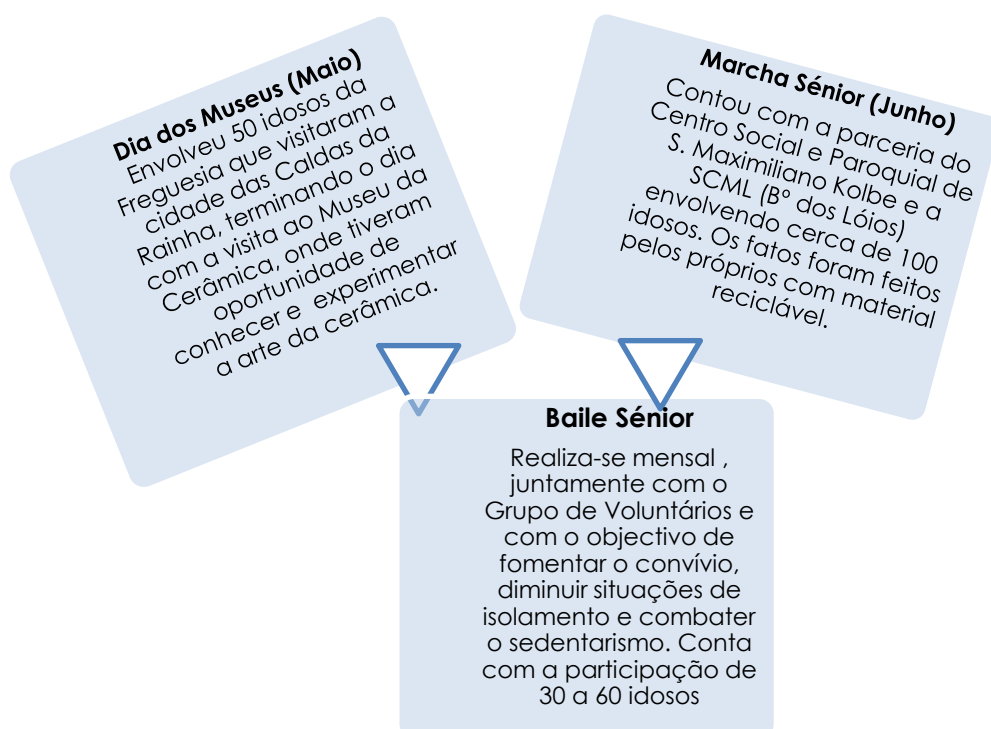 Dia dos Museus (Maio)
Envolveu 50 idosos da
Freguesia que visitaram a
cidade das Caldas da
Rainha, terminando o dia
com a visita ao Museu da
Cerâmica, onde tiveram
oportunidade de
conhecer e experimentar
a arte da cerâmica.
Marcha Sénior (Junho)
Contou com a parceria do
Centro Social e Paroquial de
S. Maximiliano Kolbe e a
SCML (Bº dos Lóios)
envolvendo cerca de 100
idosos. Os fatos foram feitos
pelos próprios com material
reciclável.
Baile Sénior
Realiza-se mensal ,
juntamente com o
Grupo de Voluntários e
com o objectivo de
fomentar o convívio,
diminuir situações de
isolamento e combater
o sedentarismo. Conta
com a participação de
30 a 60 idosos